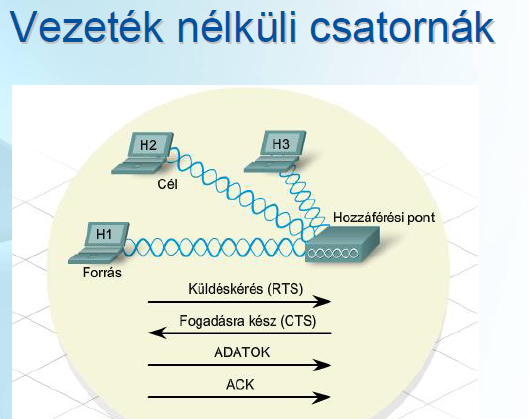 Vezeték nélküli csatornák
H2
H3
Cél
H1
Hozzáférési pont
Forrás
Küldéskérés (RTS)
Fogadásra kész (CTS)
ADATOK
ACK